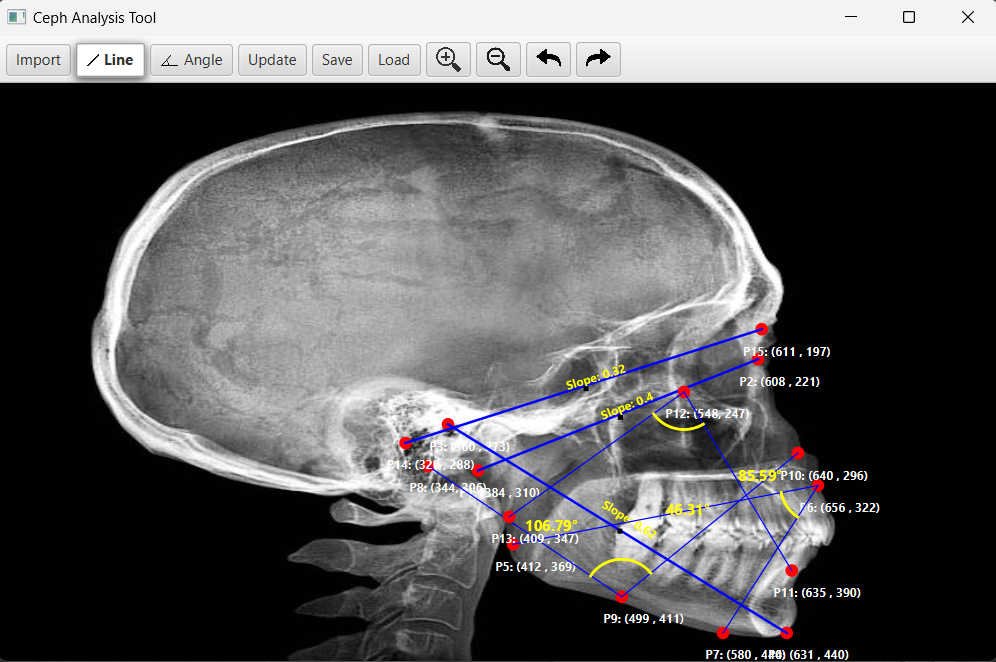 Ceph Analysis Tool
Import Line Angle Update Save Load
P15: (611 , 197)
Slope: 0.32
P2: (608 , 221)
Slope: 0.4
P12: (548, 247)
P14: (328 , 288)
P10: (640 , 296)
85.59°
P8: (344, 306)
(384 , 310)
(656 , 322)
46.31°
Slope:
106.79°
P13: (409 , 347)
P5: (412 , 369)
P11: (635 , 390)
P9: (499 , 411)
P7: (580 ,
(631 , 440)